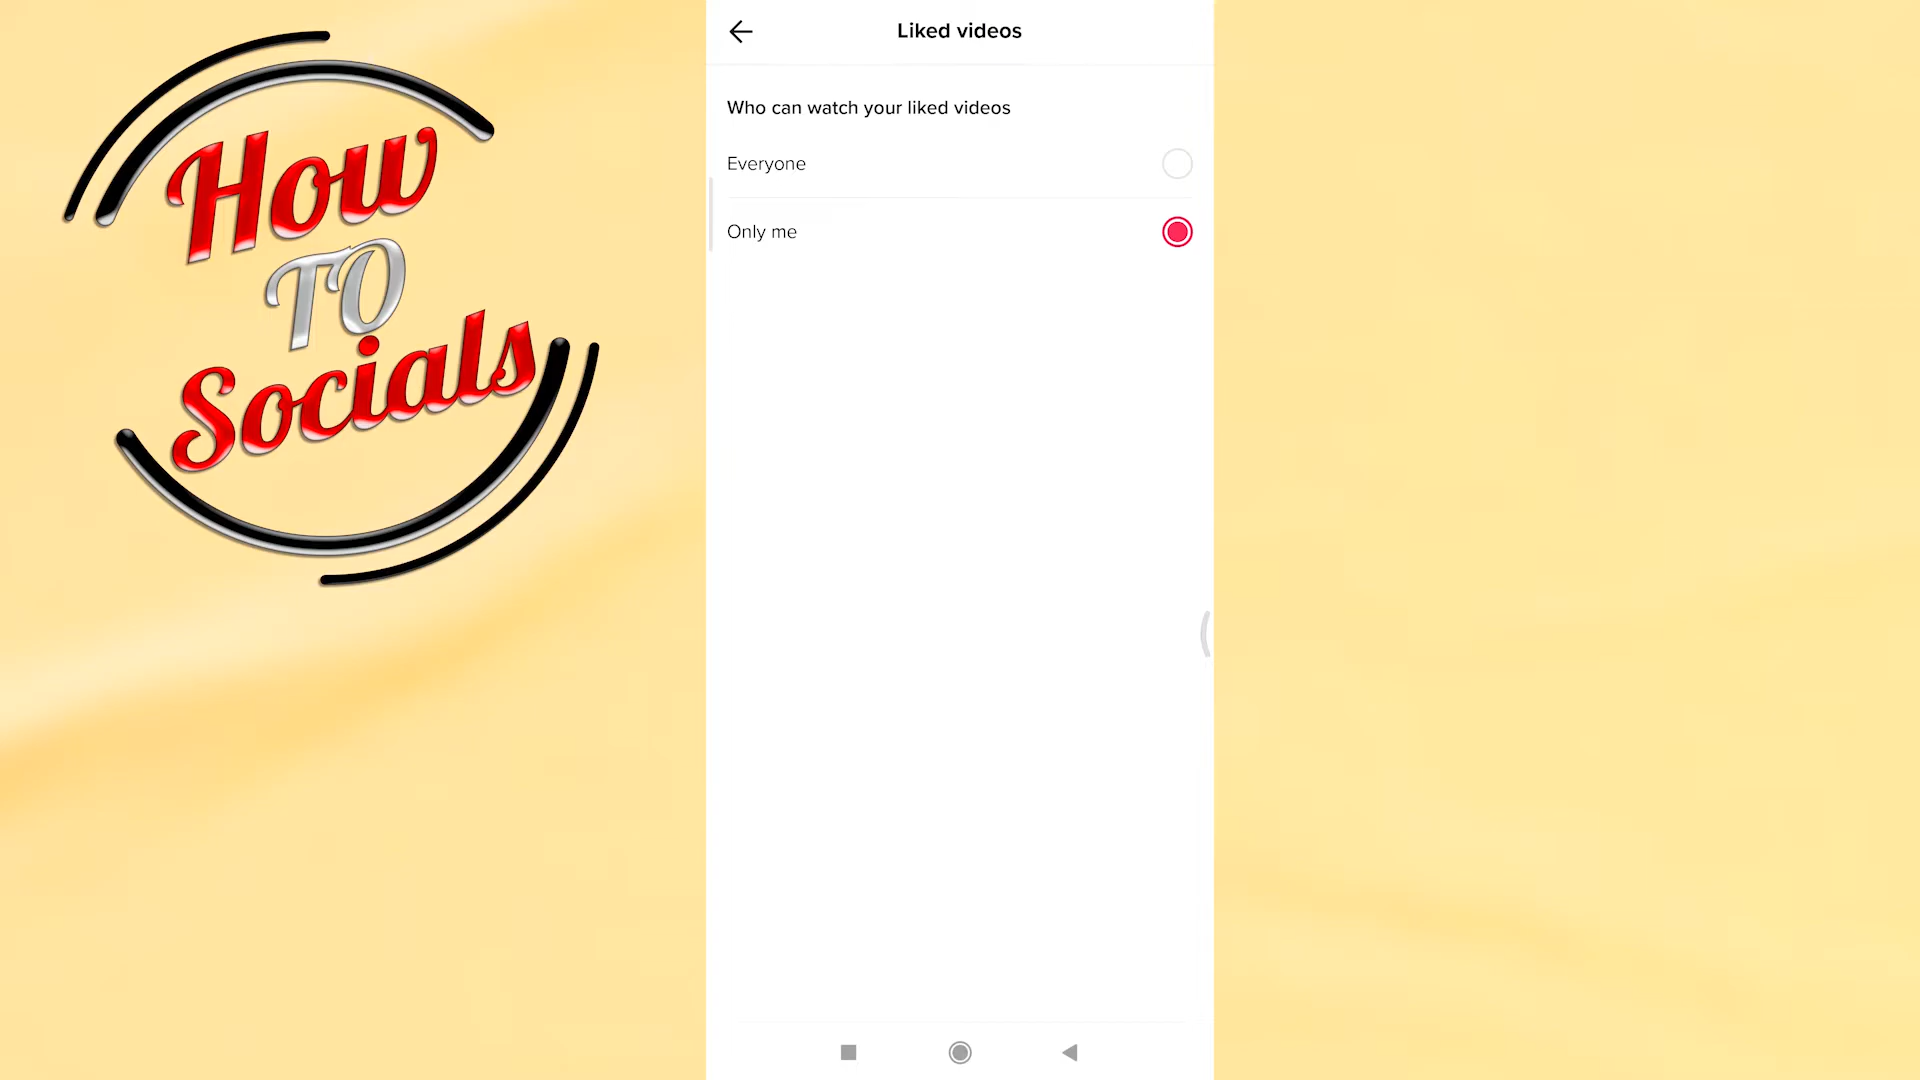 How
TO
Socials
Liked videos
Who can watch your liked videos
Everyone
Only me